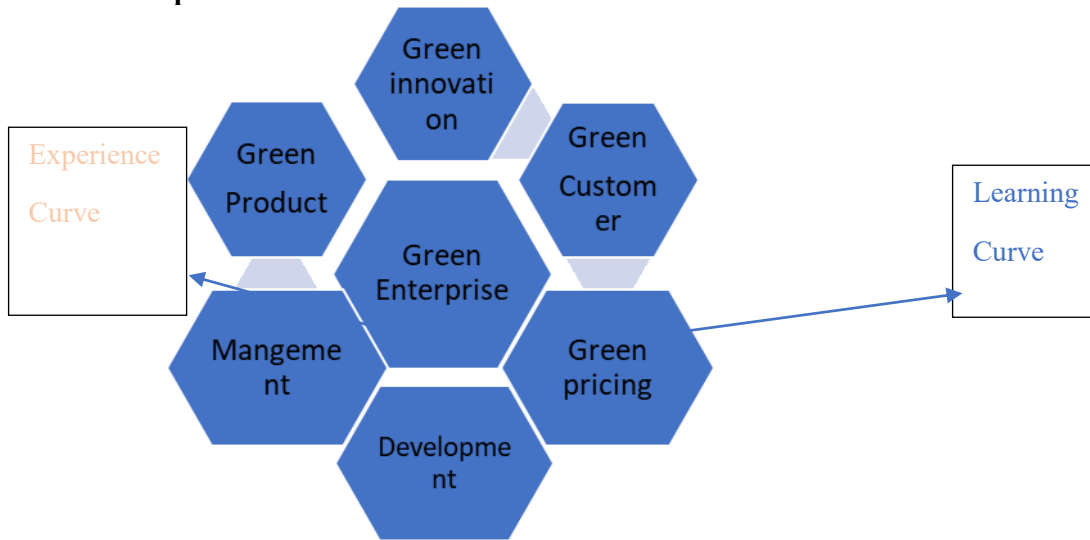 Green
innovati
on
Green
Product
Green
Custom
er
Experience
Curve
Learning
Curve
Green
Enterprise
Mangeme
nt
Green
pricing
Developme
nt